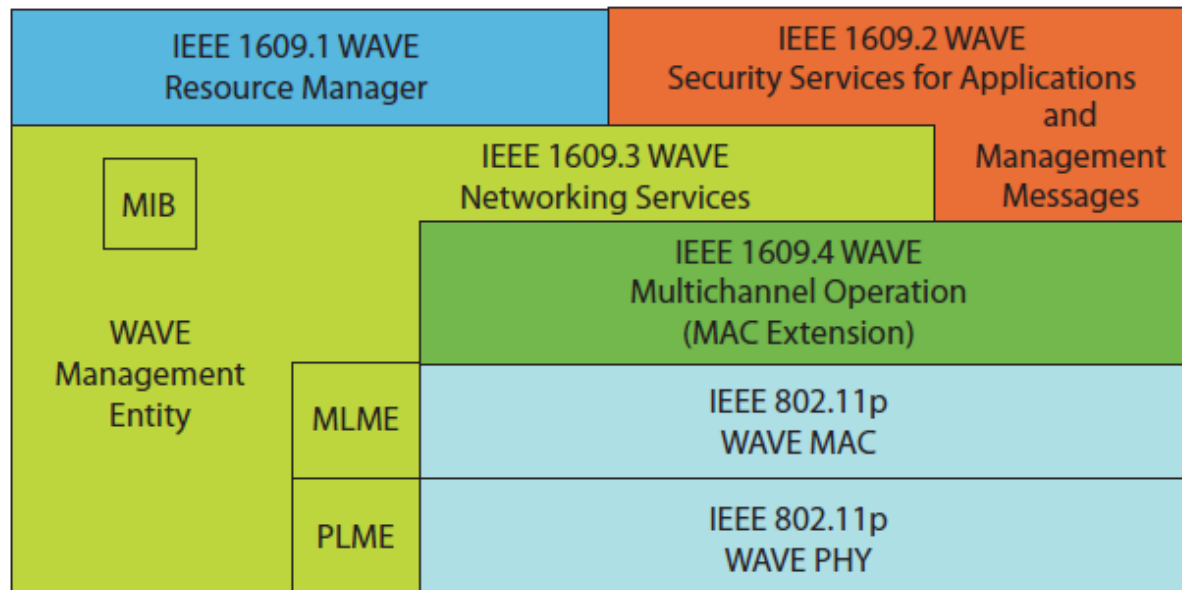 IEEE 1609.1 WAVE
Resource Manager
IEEE 1609.2 WAVE
Security Services for Applications
and
Management
Messages
IEEE 1609.3 WAVE
Networking Services
MIB
IEEE 1609.4 WAVE
Multichannel Operation
(MAC Extension)
WAVE
Management
Entity
MLME
IEEE 802.11p
WAVE MAC
PLME
IEEE 802.11p
WAVE PHY